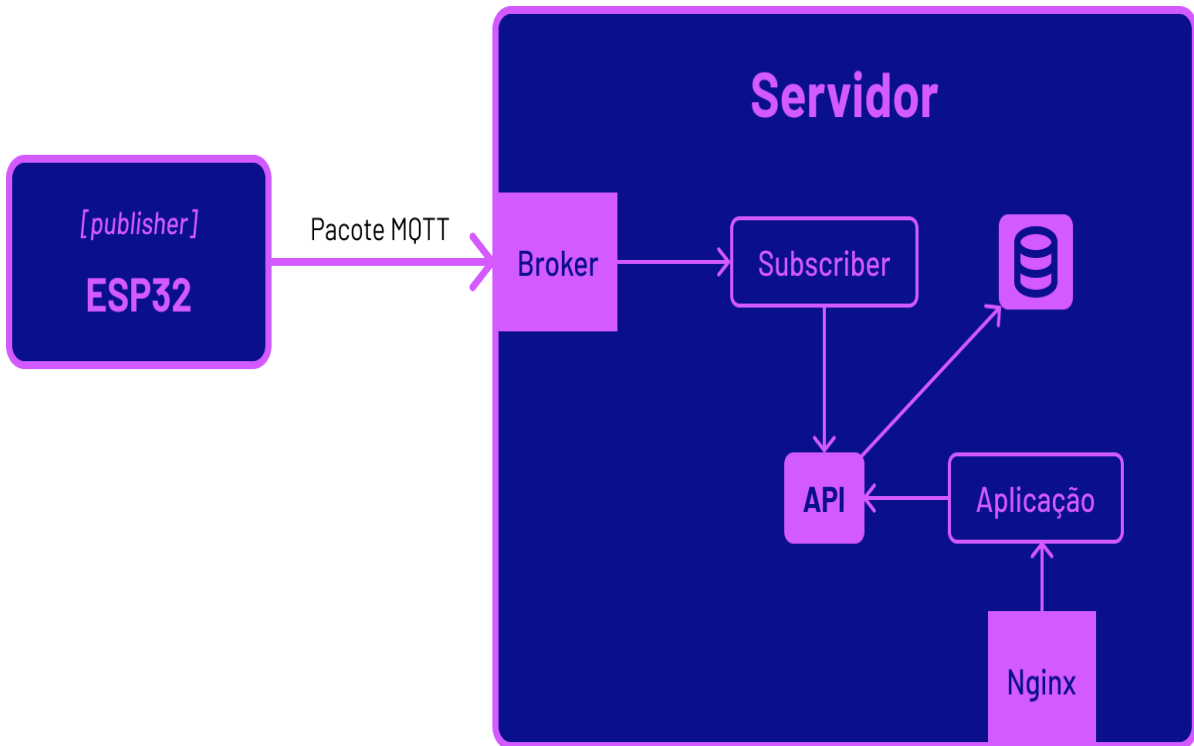 Servidor
[publisher]
ESP32
Pacote MQTT
Broker
Subscriber
API
Aplicação
Nginx